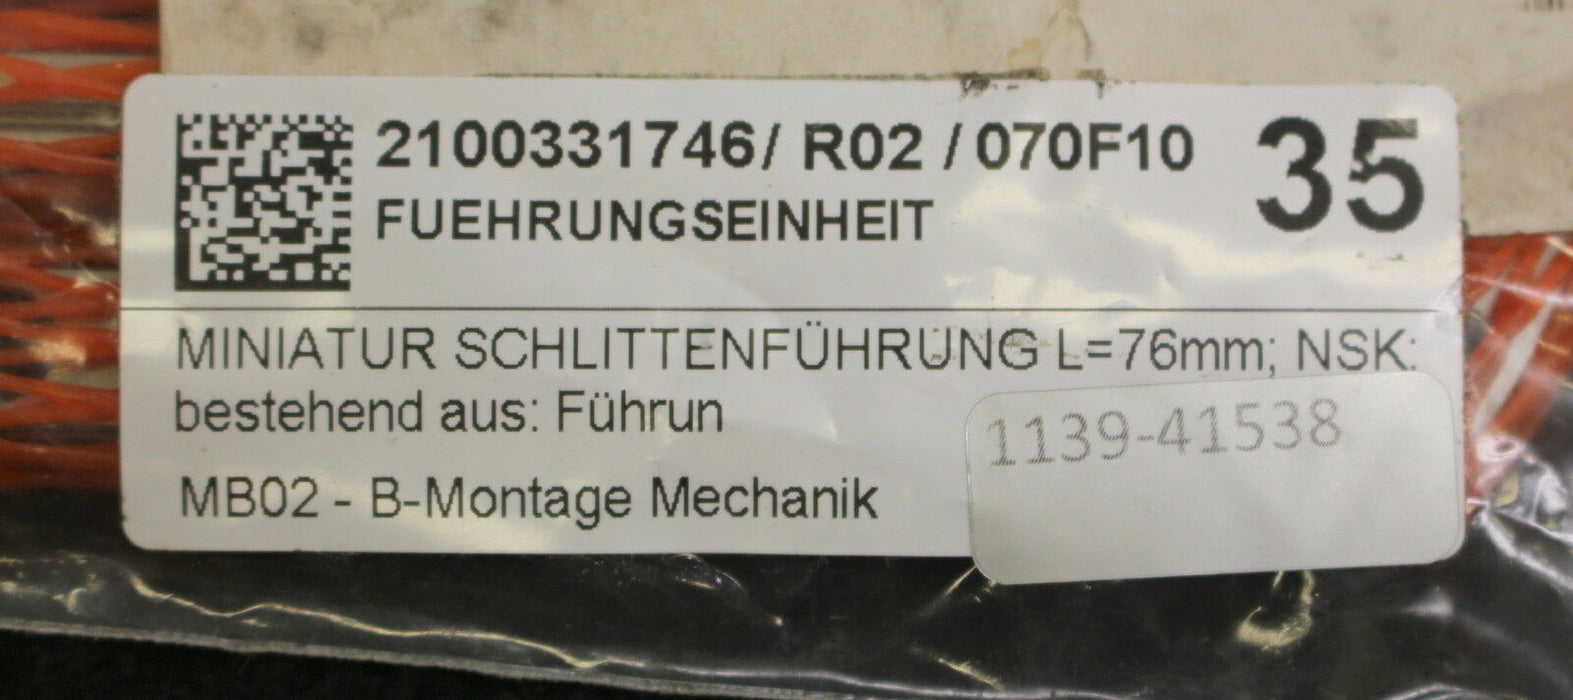 2100331746/ R02 / 070F10
35
FUEHRUNGSEINHEIT
MINIATUR SCHLITTENFÜHRUNG L=76mm; NSK:
bestehend aus: Führun
1139-41538
MB02 - B-Montage Mechanik